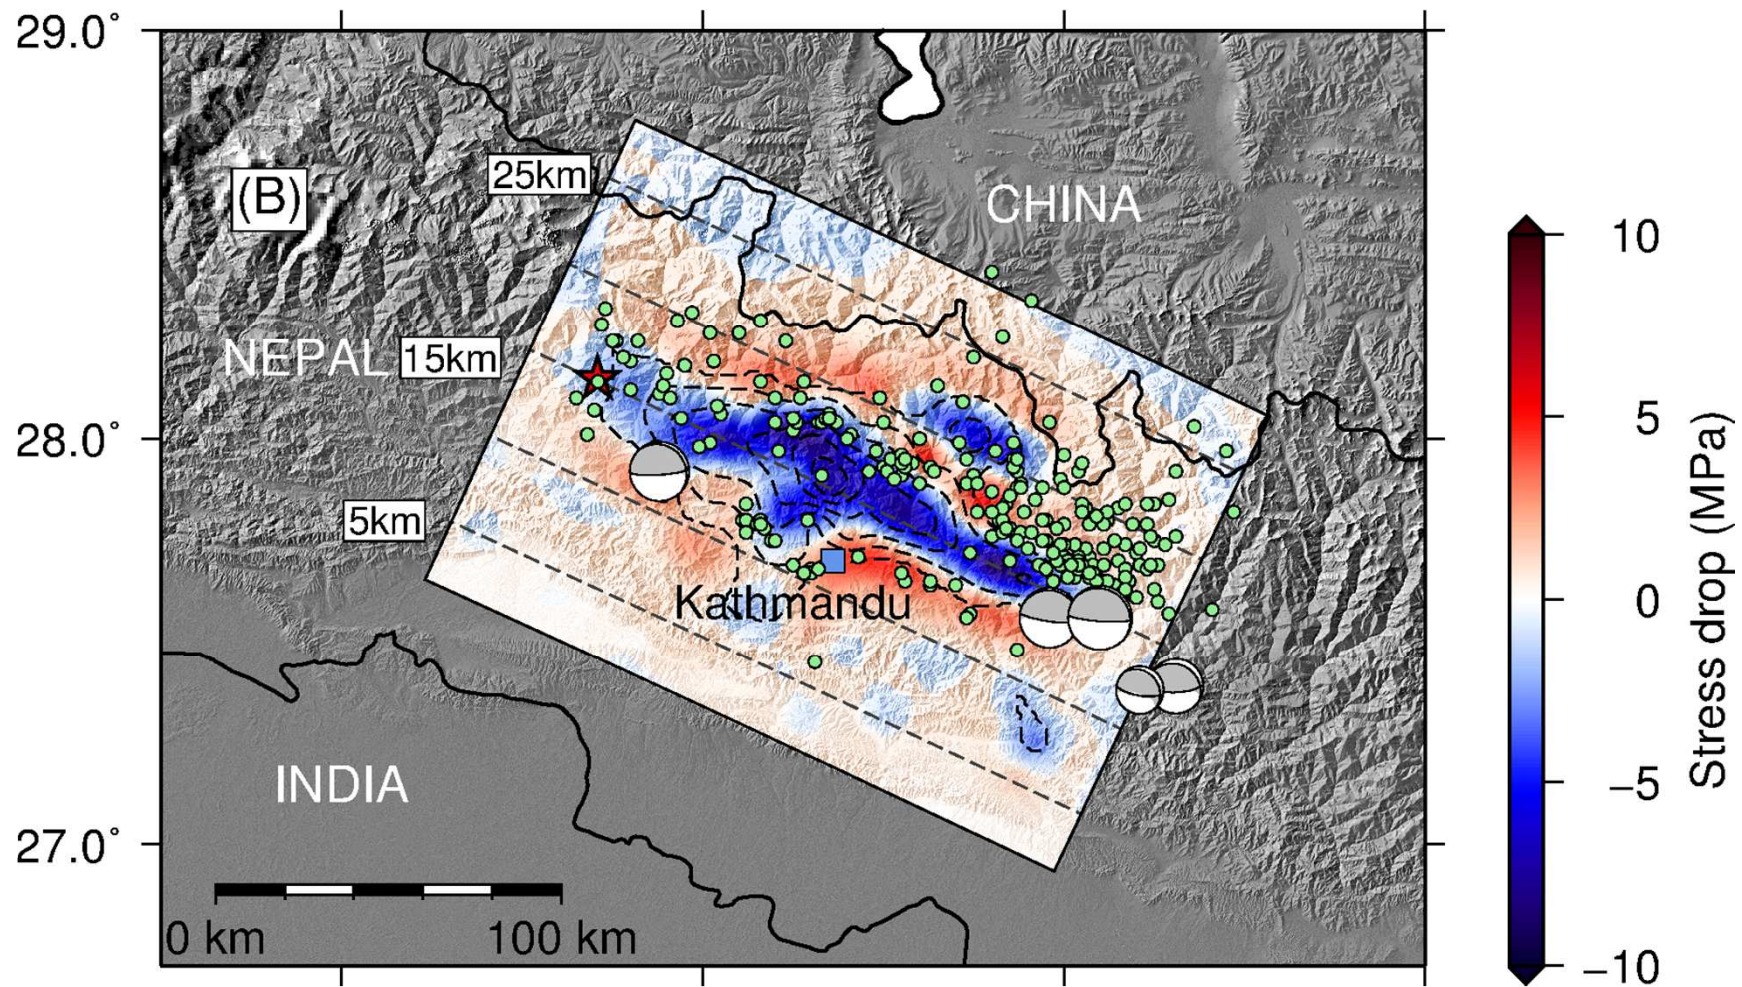 29.0°
(B)
25km
CHINA
10
NEPAL
15km
5
28.0°
5km
Kathmandu
0
Stress drop (MPa)
INDIA
−5
27.0°
0 km
100 km
−10